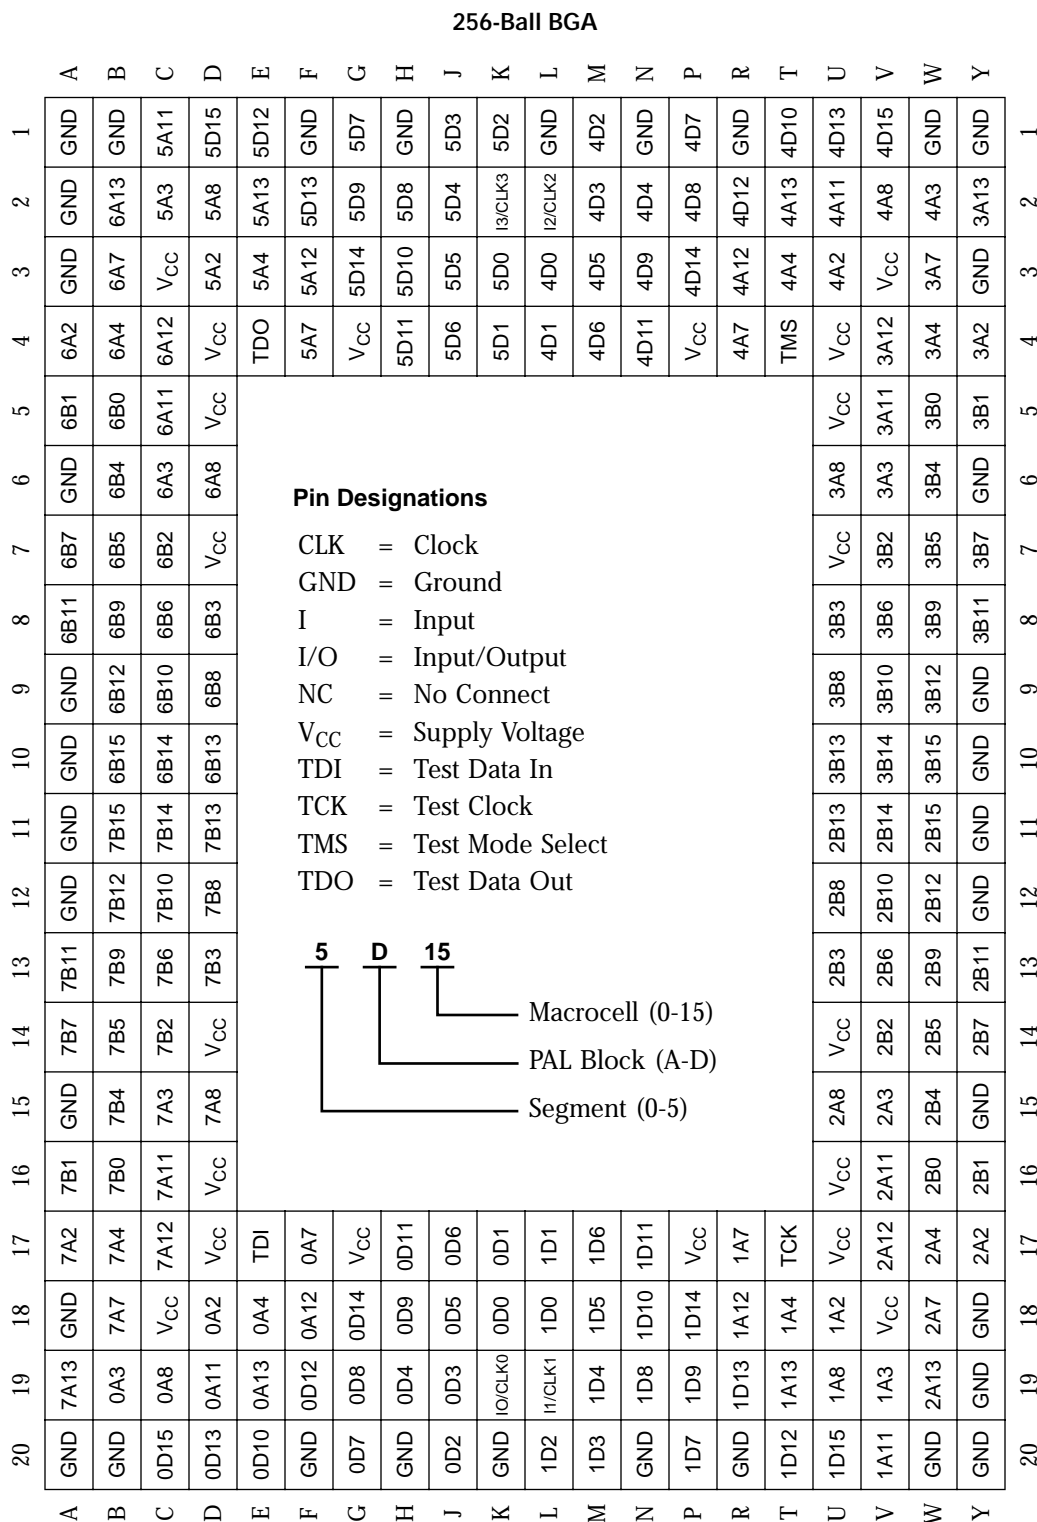 256-Ball BGA
A B C D E F G H J K L M N P R T U V W Y
1 GND GND 5A11 5D15 5D12 GND 5D7 GND 5D3 5D2 GND 4D2 GND 4D7 GND 4D10 4D13 4D15 GND GND 1
2 GND 6A13 5A3 5A8 5A13 5D13 5D9 5D8 5D4 I3/CLK3 I2/CLK2 4D3 4D4 4D8 4D12 4A13 4A11 4A8 4A3 3A13 2
3 GND 6A7 VCC 5A2 5A4 5A12 5D14 5D10 5D5 5D0 4D0 4D5 4D9 4D14 4A12 4A4 4A2 VCC 3A7 GND 3
4 6A2 6A4 6A12 VCC TDO 5A7 VCC 5D11 5D6 5D1 4D1 4D6 4D11 VCC 4A7 TMS VCC 3A12 3A4 3A2 4
5 6B1 6B0 6A11 VCC VCC 3A11 3B0 3B1 5
6 GND 6B4 6A3 6A8 3A8 3A3 3B4 GND 6
7 6B7 6B5 6B2 VCC VCC 3B2 3B5 3B7 7
8 6B11 6B9 6B6 6B3 3B3 3B6 3B9 3B11 8
9 GND 6B12 6B10 6B8 3B8 3B10 3B12 GND 9
10 GND 6B15 6B14 6B13 3B13 3B14 3B15 GND 10
11 GND 7B15 7B14 7B13 2B13 2B14 2B15 GND 11
12 GND 7B12 7B10 7B8 2B8 2B10 2B12 GND 12
13 7B11 7B9 7B6 7B3 2B3 2B6 2B9 2B11 13
14 7B7 7B5 7B2 VCC VCC 2B2 2B5 2B7 14
15 GND 7B4 7A3 7A8 2A8 2A3 2B4 GND 15
16 7B1 7B0 7A11 VCC VCC 2A11 2B0 2B1 16
17 7A2 7A4 7A12 VCC TDI 0A7 VCC 0D11 0D6 0D1 1D1 1D6 1D11 VCC 1A7 TCK VCC 2A12 2A4 2A2 17
18 GND 7A7 VCC 0A2 0A4 0A12 0D14 0D9 0D5 0D0 1D0 1D5 1D10 1D14 1A12 1A4 1A2 VCC 2A7 GND 18
19 7A13 0A3 0A8 0A11 0A13 0D12 0D8 0D4 0D3 IO/CLK0 I1/CLK1 1D4 1D8 1D9 1D13 1A13 1A8 1A3 2A13 GND 19
20 GND GND 0D15 0D13 0D10 GND 0D7 GND 0D2 GND 1D2 1D3 GND 1D7 GND 1D12 1D15 1A11 GND GND 20
A B C D E F G H J K L M N P R T U V W Y
Pin Designations
CLK = Clock
GND = Ground
I = Input
I/O = Input/Output
NC = No Connect
VCC = Supply Voltage
TDI = Test Data In
TCK = Test Clock
TMS = Test Mode Select
TDO = Test Data Out
5 D 15
Macrocell (0-15)
PAL Block (A-D)
Segment (0-5)